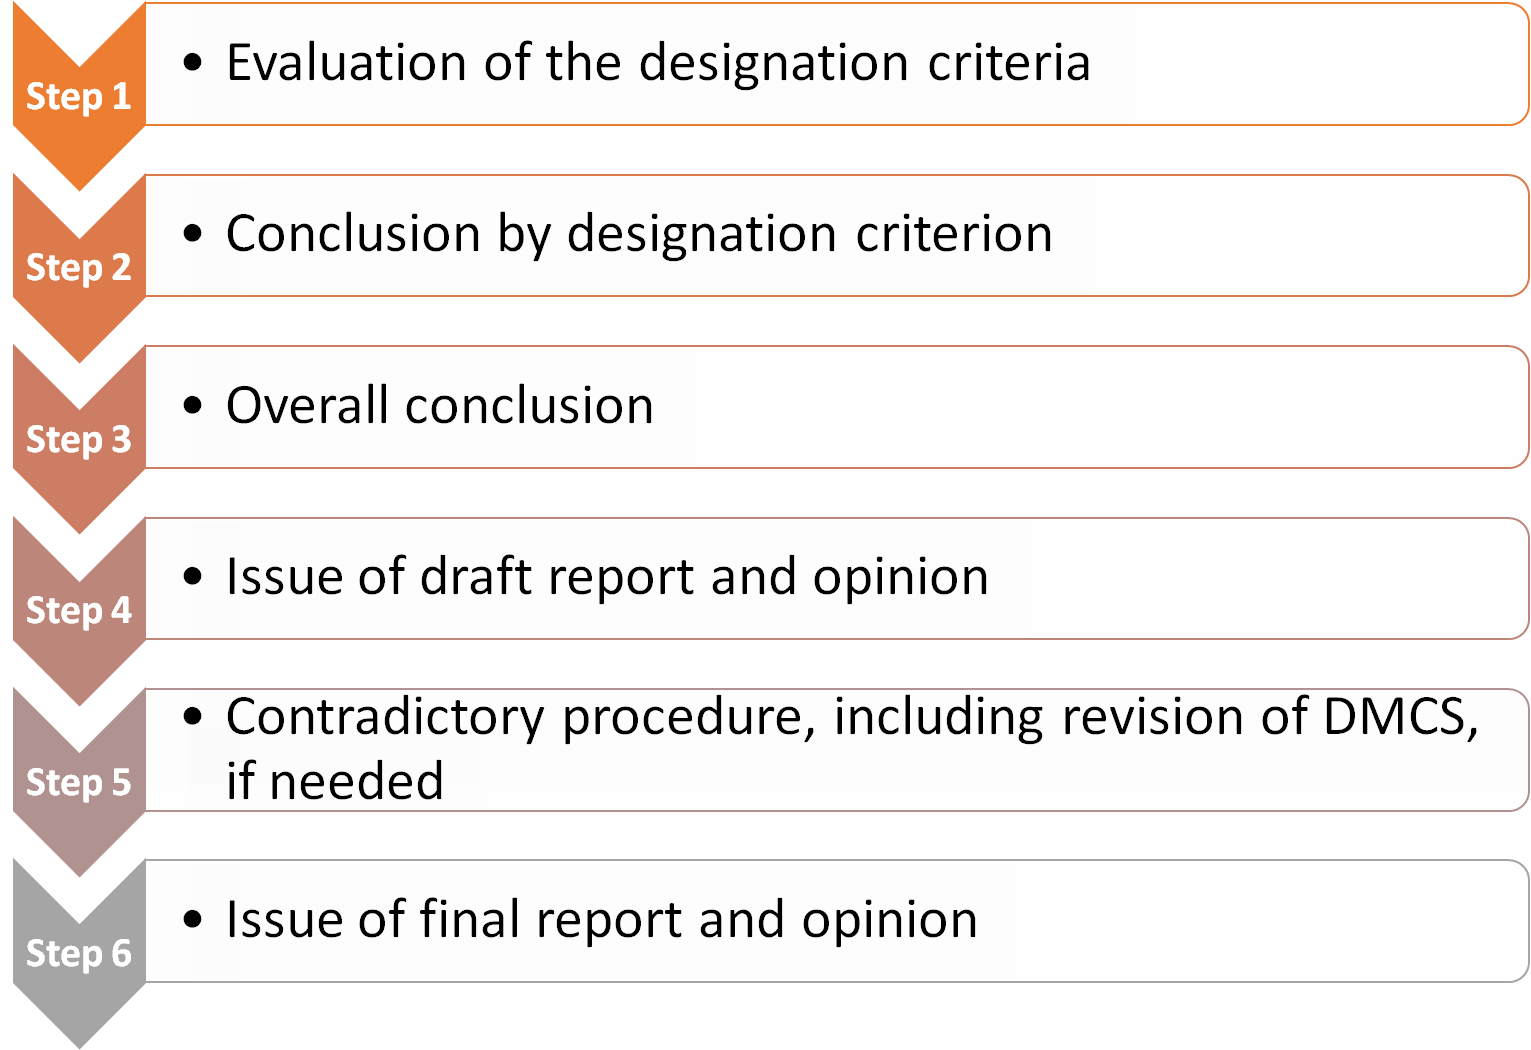 Step 1
• Evaluation of the designation criteria
Step 2
• Conclusion by designation criterion
Step 3
• Overall conclusion
Step 4
• Issue of draft report and opinion
Step 5
• Contradictory procedure, including revision of DMCS,
if needed
Step 6
• Issue of final report and opinion